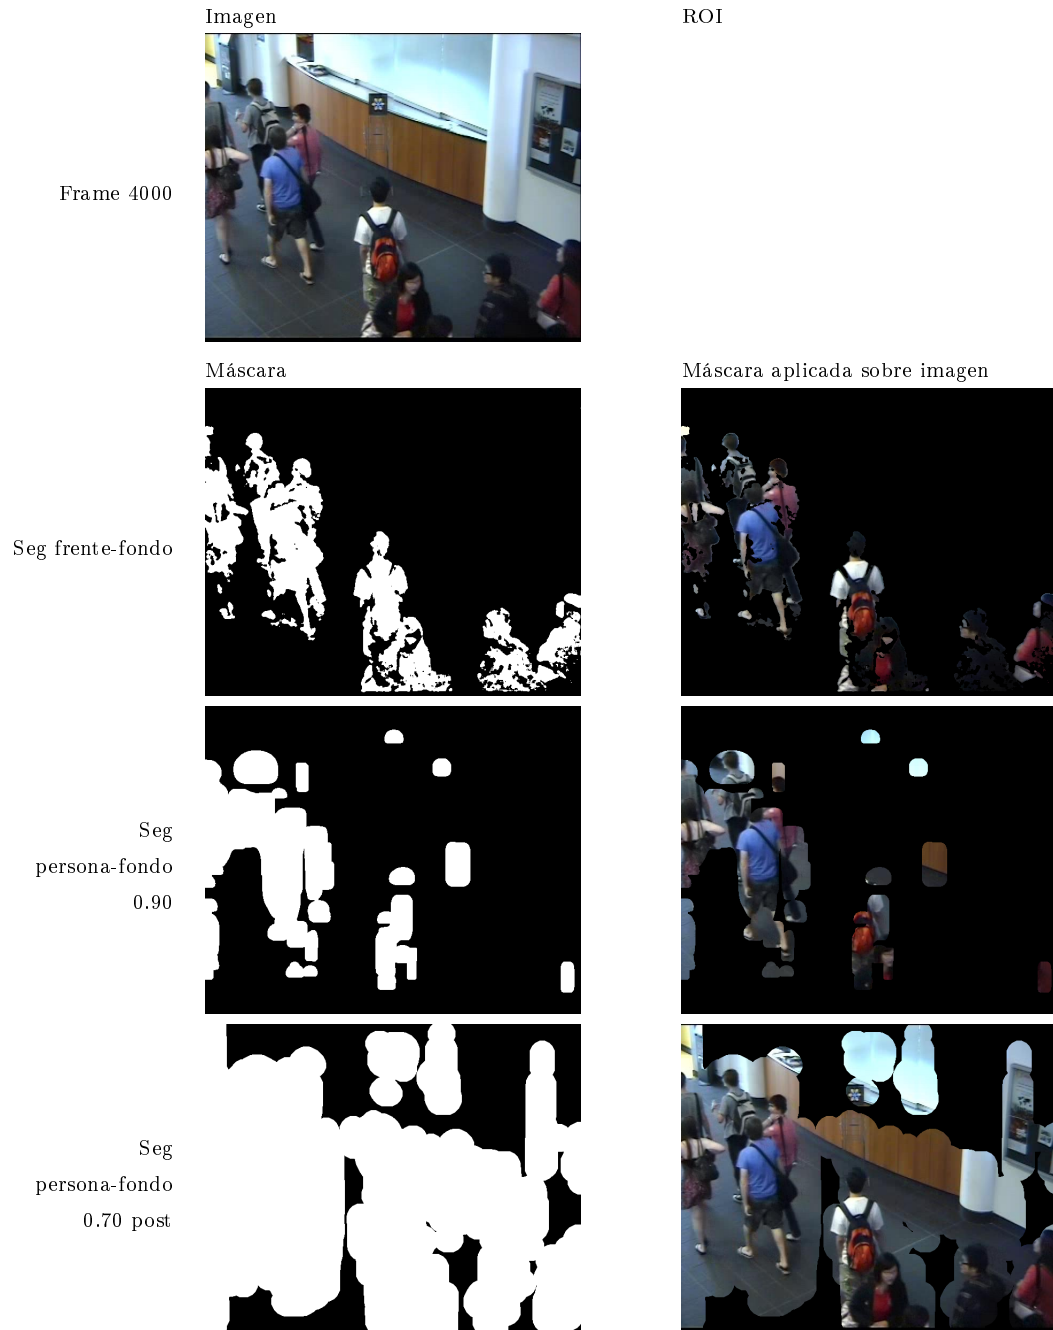 Imagen
ROI
Frame 4000
Máscara
Máscara aplicada sobre imagen
Seg frente-fondo
Seg
persona-fondo
0.90
Seg
persona-fondo
0.70 post